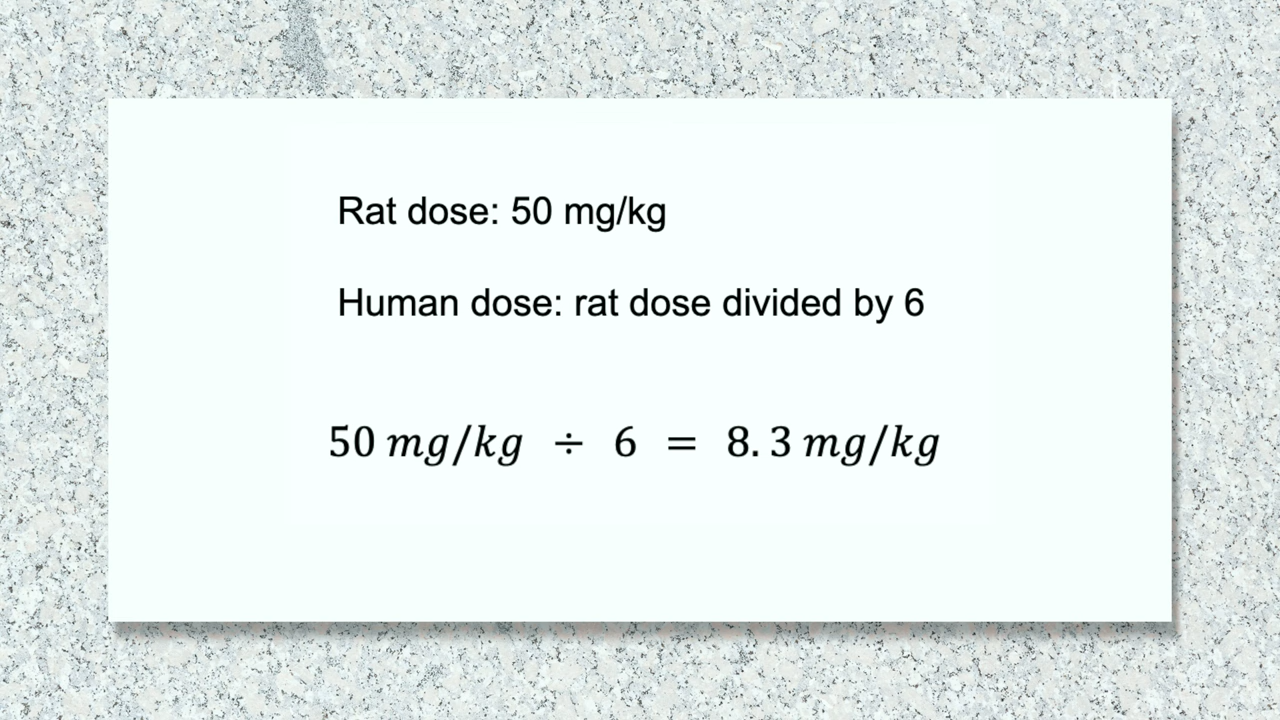 Rat dose: 50 mg/kg
Human dose: rat dose divided by 6
50 mg/kg ÷ 6 = 8.3 mg/kg